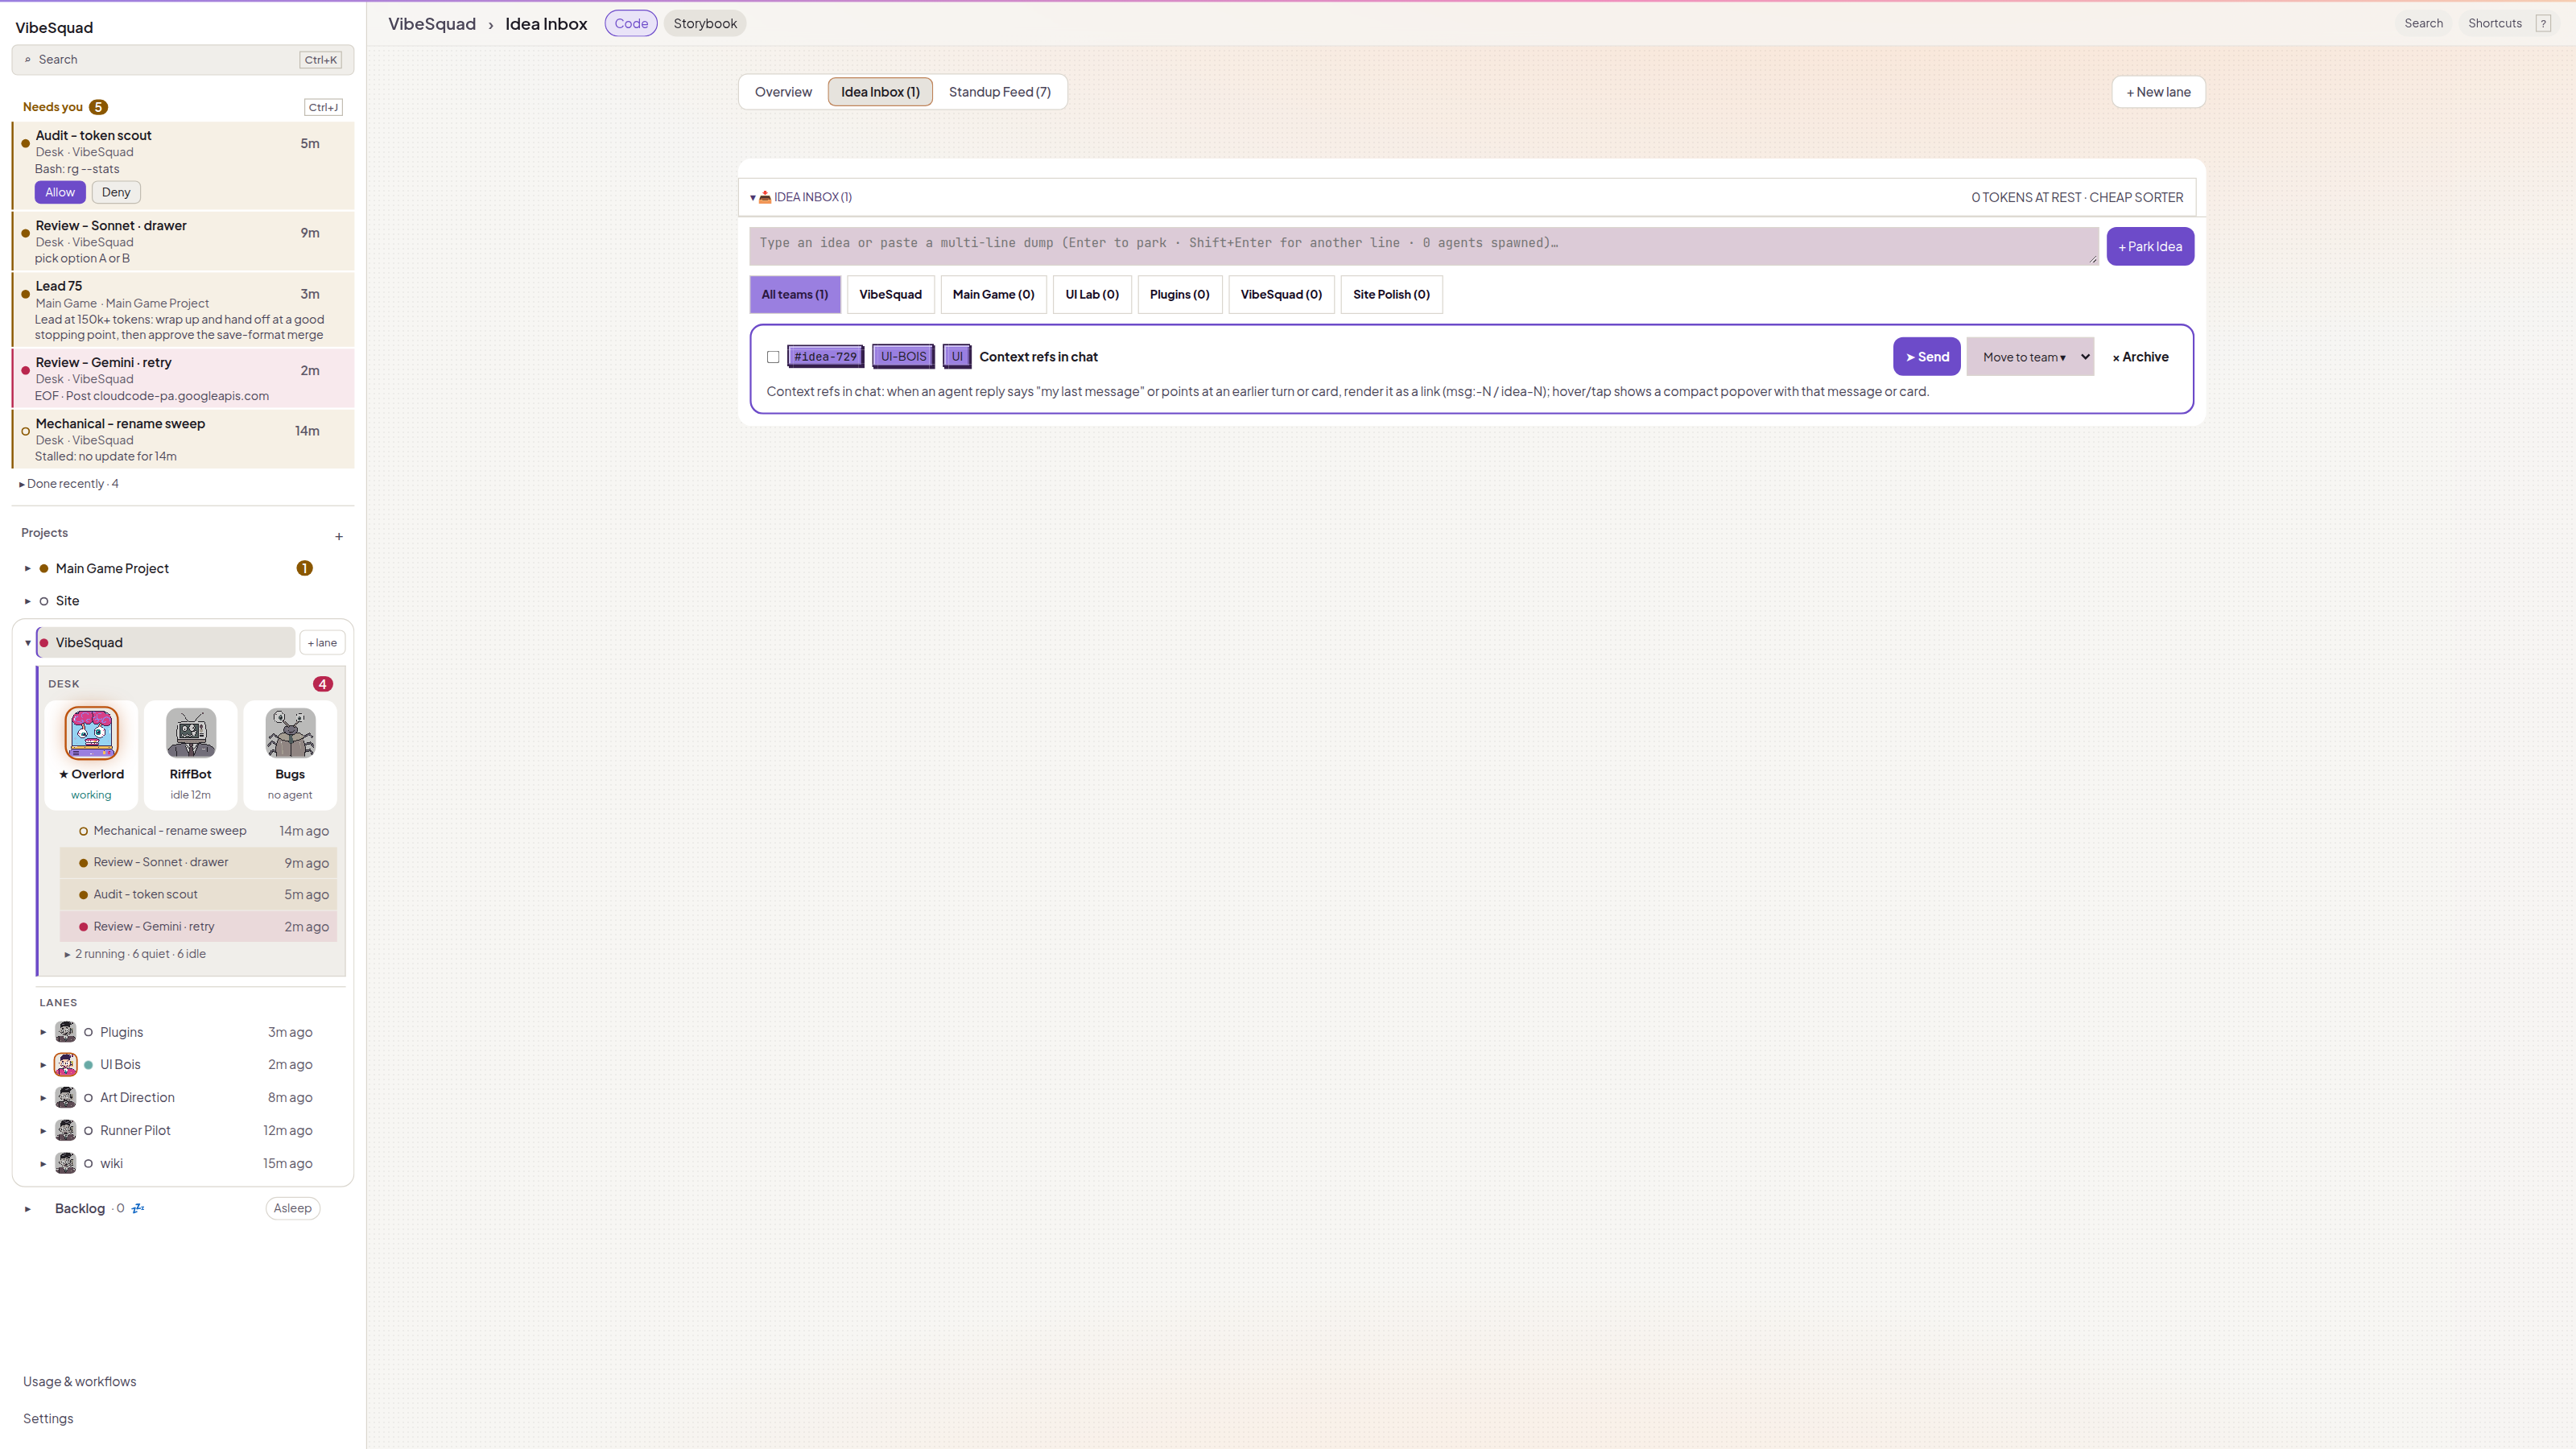 VibeSquad
Search Ctrl+K
Needs you 5 Ctrl+J
Audit – token scout 5m
Desk · VibeSquad
Bash: rg --stats
Allow Deny
Review – Sonnet · drawer 9m
Desk · VibeSquad
pick option A or B
Lead 75 3m
Main Game · Main Game Project
Lead at 150k+ tokens: wrap up and hand off at a good
stopping point, then approve the save-format merge
Review – Gemini · retry 2m
Desk · VibeSquad
EOF · Post cloudcode-pa.googleapis.com
Mechanical – rename sweep 14m
Desk · VibeSquad
Stalled: no update for 14m
▸ Done recently · 4
Projects +
▸ Main Game Project 1
▸ Site
▾ VibeSquad + lane
DESK 4
★ Overlord RiffBot Bugs
working idle 12m no agent
Mechanical – rename sweep 14m ago
Review – Sonnet · drawer 9m ago
Audit – token scout 5m ago
Review – Gemini · retry 2m ago
▸ 2 running · 6 quiet · 6 idle
LANES
▸ Plugins 3m ago
▸ UI Bois 2m ago
▸ Art Direction 8m ago
▸ Runner Pilot 12m ago
▸ wiki 15m ago
▸ Backlog · 0 💤 Asleep
Usage & workflows
Settings
VibeSquad › Idea Inbox Code Storybook Search Shortcuts ?
Overview Idea Inbox (1) Standup Feed (7) + New lane
▾ 📥 IDEA INBOX (1) 0 TOKENS AT REST · CHEAP SORTER
Type an idea or paste a multi-line dump (Enter to park · Shift+Enter for another line · 0 agents spawned)… + Park Idea
All teams (1) VibeSquad Main Game (0) UI Lab (0) Plugins (0) VibeSquad (0) Site Polish (0)
#idea-729 UI-BOIS UI Context refs in chat ➤ Send Move to team ▾ × Archive
Context refs in chat: when an agent reply says "my last message" or points at an earlier turn or card, render it as a link (msg:-N / idea-N); hover/tap shows a compact popover with that message or card.